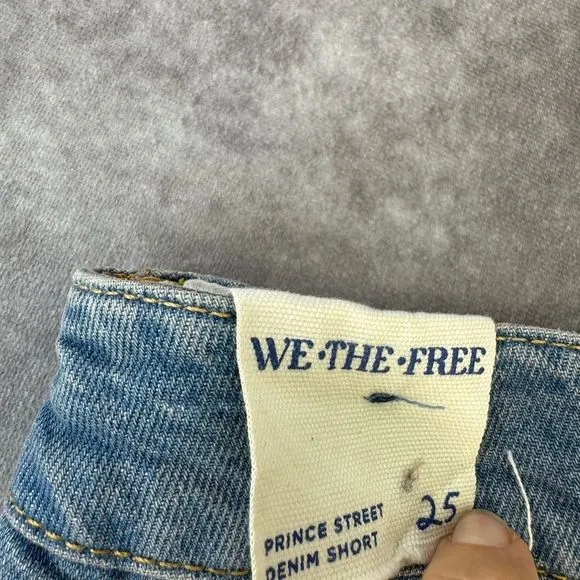 WE·THE·FREE
25
PRINCE STREET
DENIM SHORT